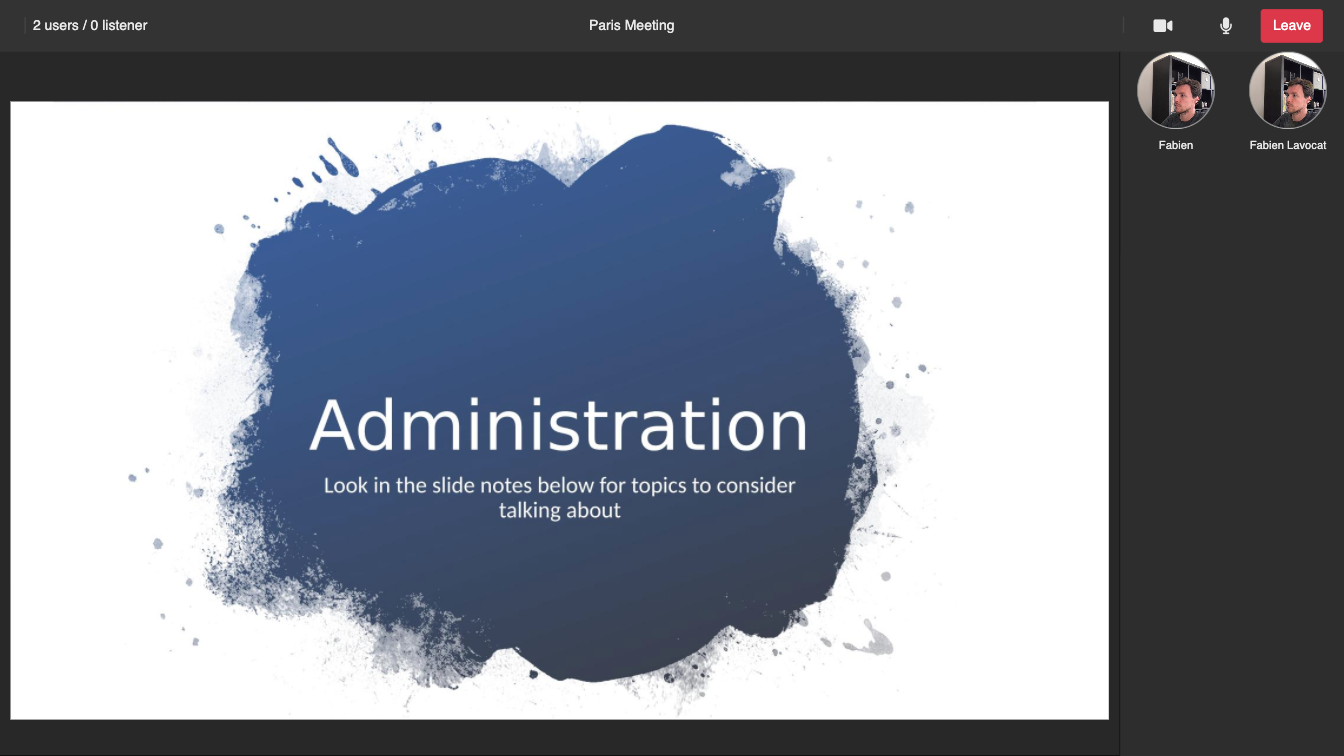 2 users / 0 listener
Paris Meeting
Leave
Fabien
Fabien Lavocat
Administration
Look in the slide notes below for topics to consider
talking about